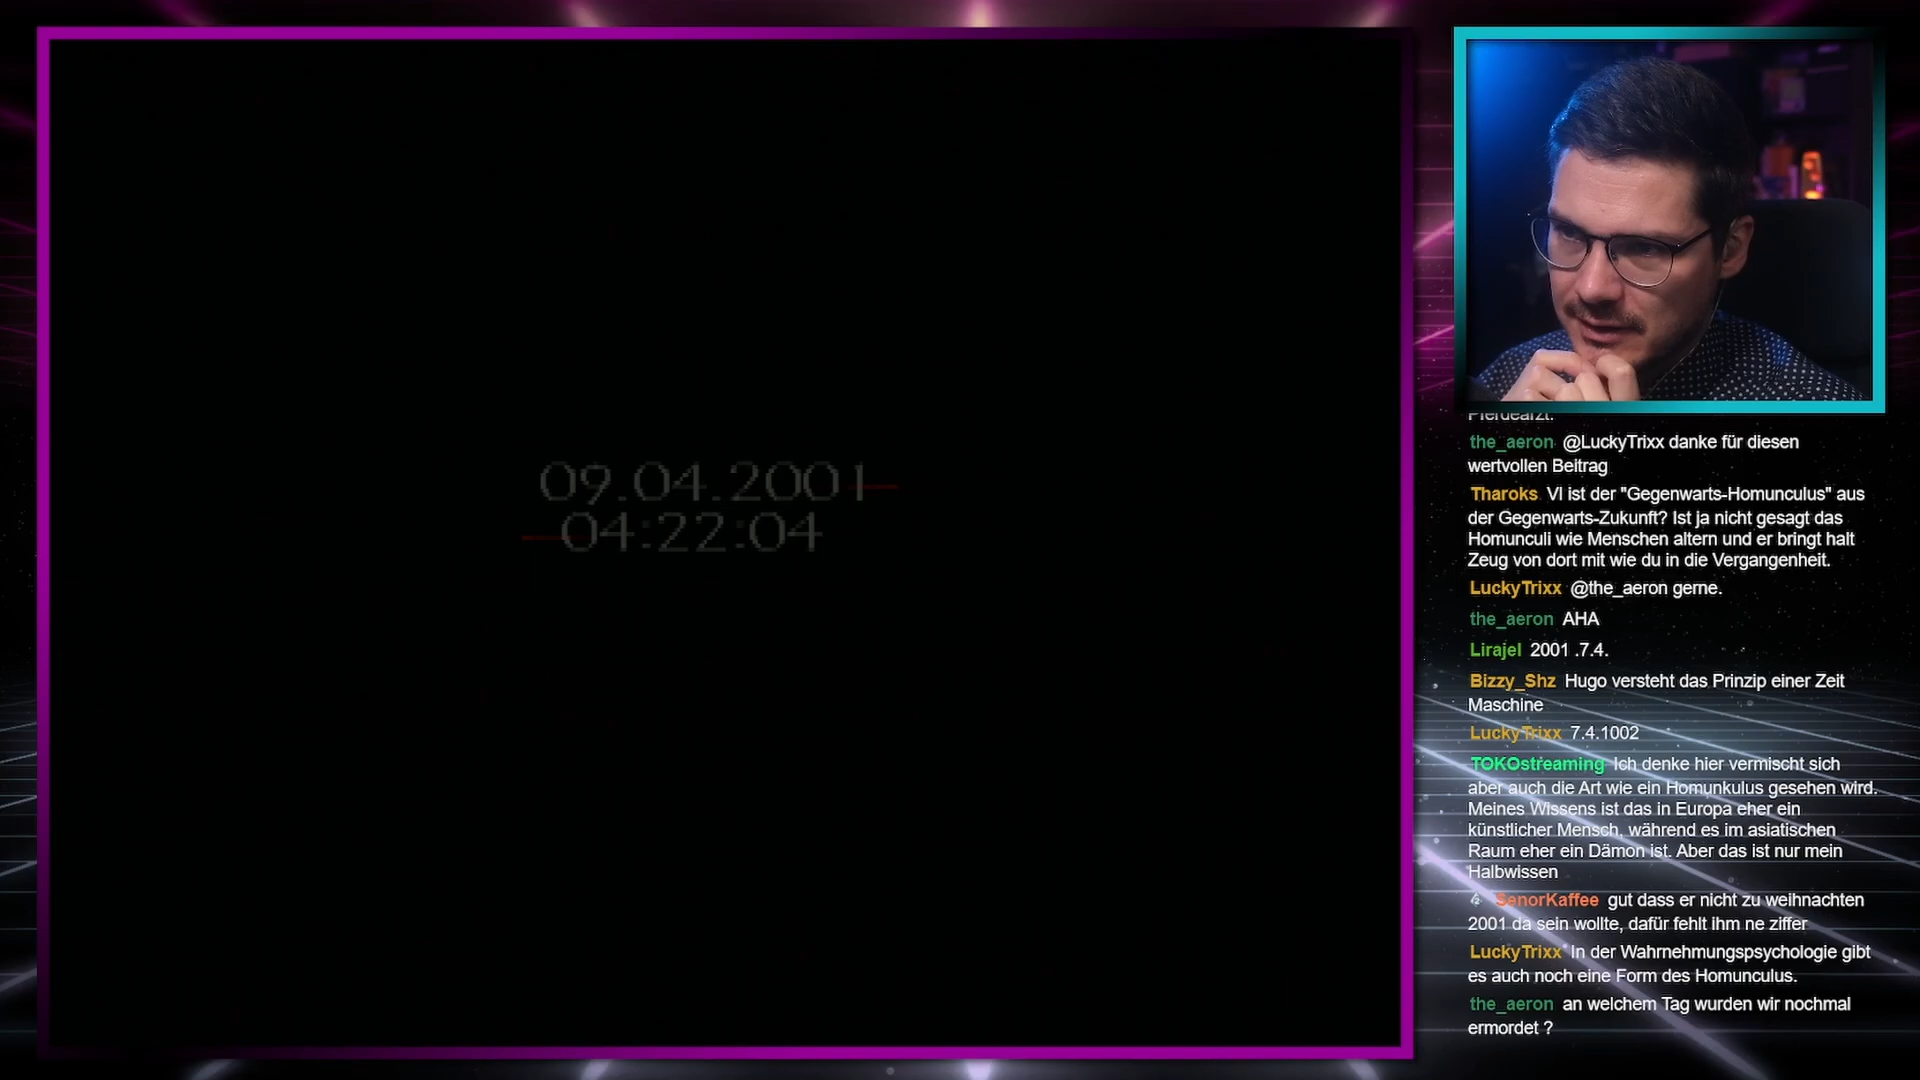 09.04.2001
04:22:04
Pferdearzt.
the_aeron @LuckyTrixx danke für diesen
wertvollen Beitrag
Tharoks VI ist der "Gegenwarts-Homunculus" aus
der Gegenwarts-Zukunft? Ist ja nicht gesagt das
Homunculi wie Menschen altern und er bringt halt
Zeug von dort mit wie du in die Vergangenheit.
LuckyTrixx @the_aeron gerne.
the_aeron AHA
Lirajel 2001 .7.4.
Bizzy_Shz Hugo versteht das Prinzip einer Zeit
Maschine
LuckyTrixx 7.4.1002
TOKOstreaming Ich denke hier vermischt sich
aber auch die Art wie ein Homunkulus gesehen wird.
Meines Wissens ist das in Europa eher ein
künstlicher Mensch, während es im asiatischen
Raum eher ein Dämon ist. Aber das ist nur mein
Halbwissen
SenorKaffee gut dass er nicht zu weihnachten
2001 da sein wollte, dafür fehlt ihm ne ziffer
LuckyTrixx In der Wahrnehmungspsychologie gibt
es auch noch eine Form des Homunculus.
the_aeron an welchem Tag wurden wir nochmal
ermordet ?